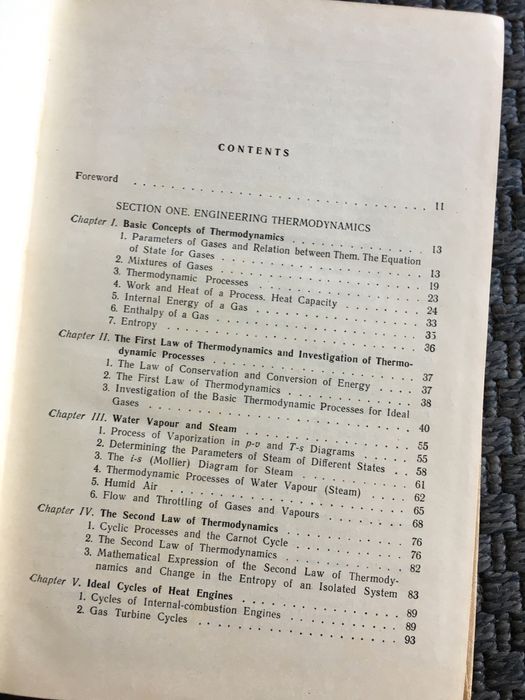 CONTENTS
Foreword . . . . . . . . . . . . . . . . . . . . . . . 11
SECTION ONE. ENGINEERING THERMODYNAMICS
Chapter I. Basic Concepts of Thermodynamics . . . . . . . . . . . 13
1. Parameters of Gases and Relation between Them. The Equation
of State for Gases . . . . . . . . . . . . . . . . . 13
2. Mixtures of Gases . . . . . . . . . . . . . . . . . 19
3. Thermodynamic Processes . . . . . . . . . . . . . . 23
4. Work and Heat of a Process. Heat Capacity . . . . . . . 24
5. Internal Energy of a Gas . . . . . . . . . . . . . . 33
6. Enthalpy of a Gas . . . . . . . . . . . . . . . . . 35
7. Entropy . . . . . . . . . . . . . . . . . . . . . 36
Chapter II. The First Law of Thermodynamics and Investigation of Thermo-
dynamic Processes . . . . . . . . . . . . . . . . . 37
1. The Law of Conservation and Conversion of Energy . . . . 37
2. The First Law of Thermodynamics . . . . . . . . . . . 38
3. Investigation of the Basic Thermodynamic Processes for Ideal
Gases . . . . . . . . . . . . . . . . . . . . . . 40
Chapter III. Water Vapour and Steam . . . . . . . . . . . . . . 55
1. Process of Vaporization in p-v and T-s Diagrams . . . . . 55
2. Determining the Parameters of Steam of Different States . . 58
3. The i-s (Mollier) Diagram for Steam . . . . . . . . . . 61
4. Thermodynamic Processes of Water Vapour (Steam) . . . . 62
5. Humid Air . . . . . . . . . . . . . . . . . . . . 65
6. Flow and Throttling of Gases and Vapours . . . . . . . 68
Chapter IV. The Second Law of Thermodynamics . . . . . . . . . . 76
1. Cyclic Processes and the Carnot Cycle . . . . . . . . . 76
2. The Second Law of Thermodynamics . . . . . . . . . . 82
3. Mathematical Expression of the Second Law of Thermody-
namics and Change in the Entropy of an Isolated System 83
Chapter V. Ideal Cycles of Heat Engines . . . . . . . . . . . . 89
1. Cycles of Internal-combustion Engines . . . . . . . . . 89
2. Gas Turbine Cycles . . . . . . . . . . . . . . . . 93